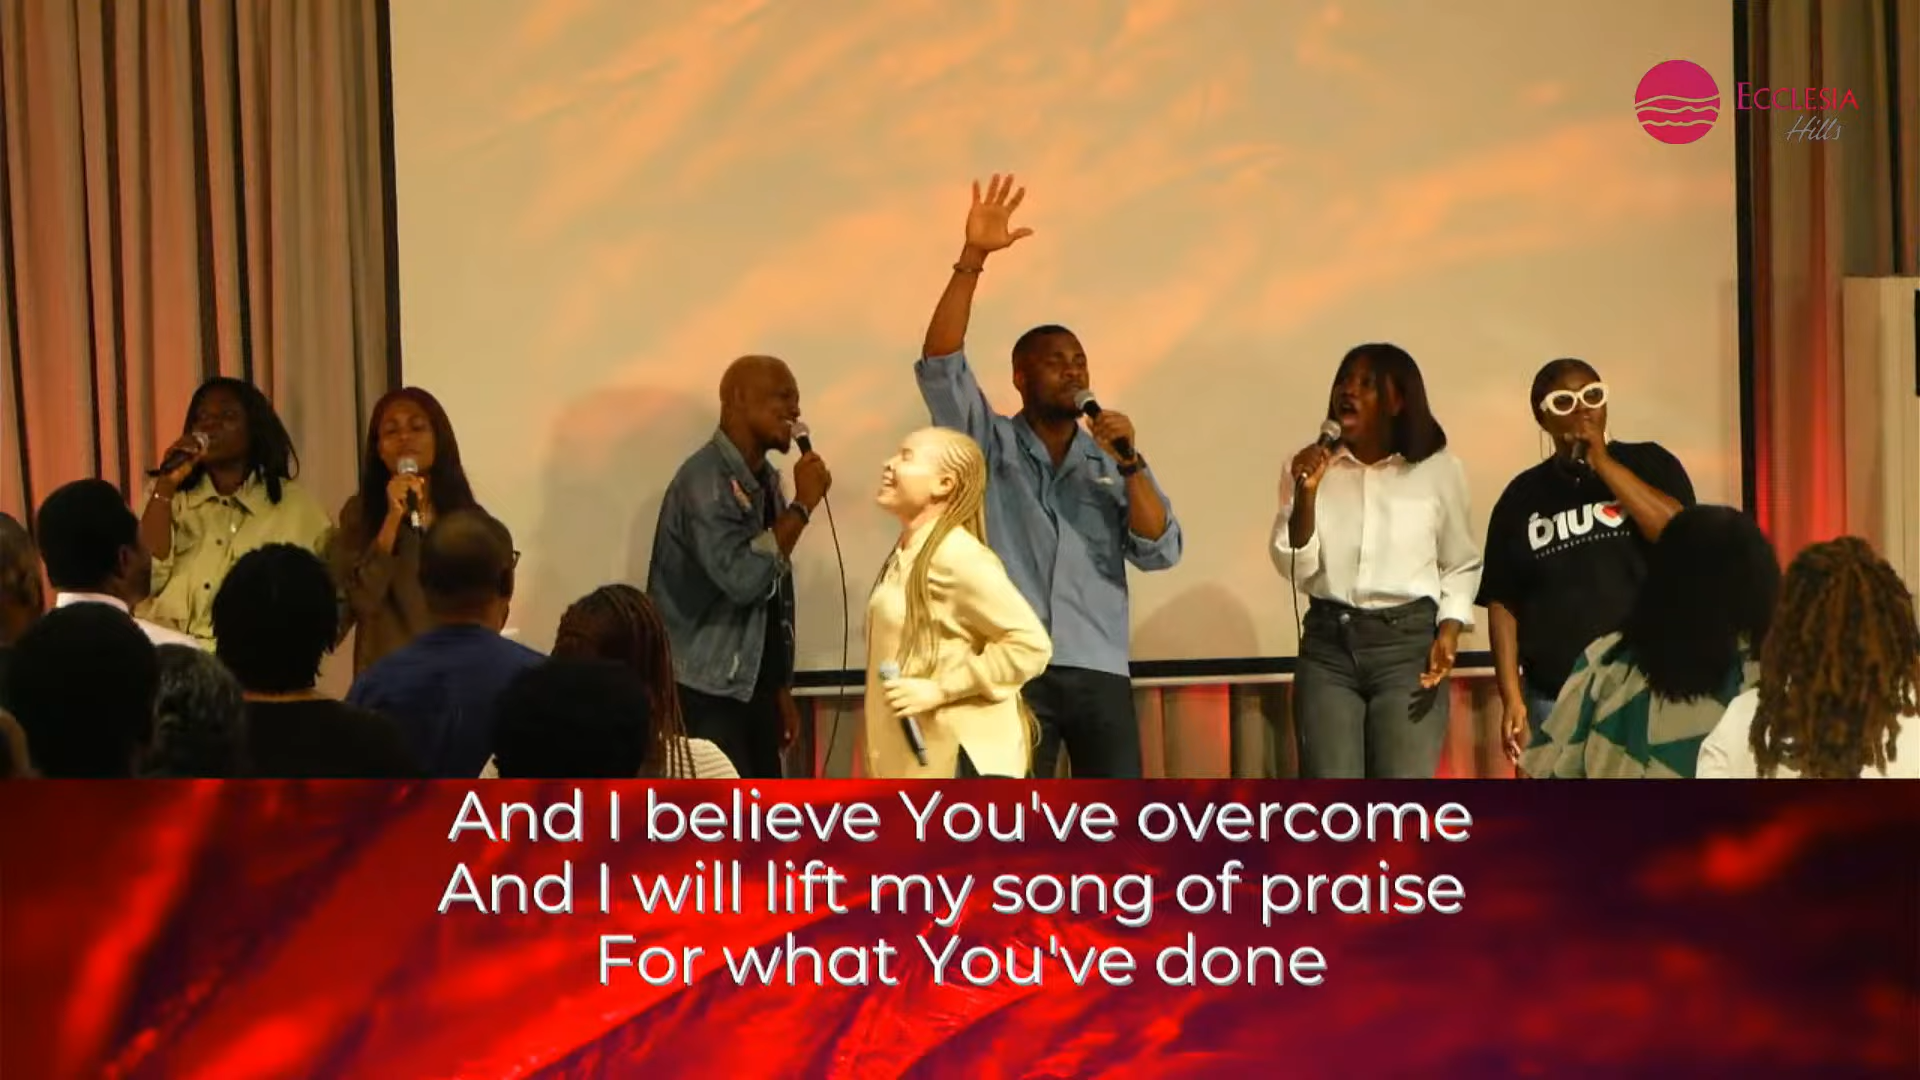 ECCLESIA
Hills
And I believe You've overcome
And I will lift my song of praise
For what You've done